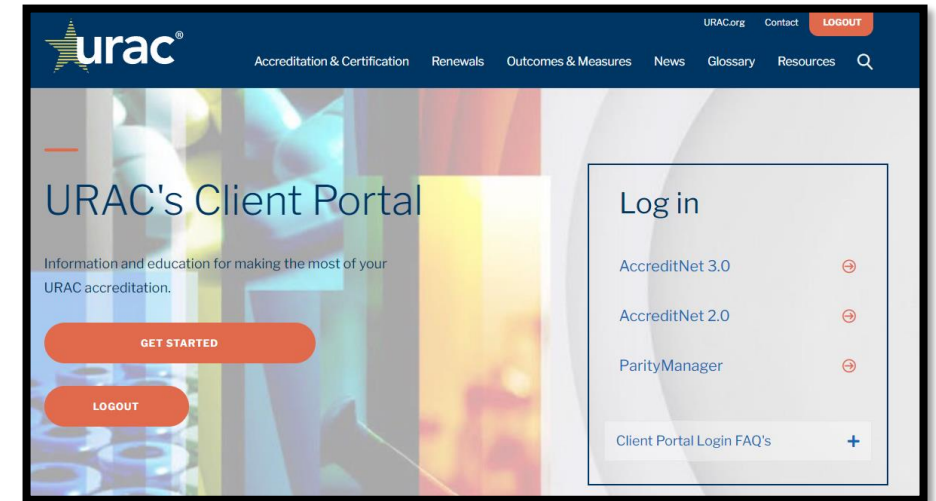 URAC.org Contact LOGOUT
urac®
Accreditation & Certification Renewals Outcomes & Measures News Glossary Resources
URAC's Client Portal
Information and education for making the most of your
URAC accreditation.
GET STARTED
LOGOUT
Log in
AccreditNet 3.0
AccreditNet 2.0
ParityManager
Client Portal Login FAQ's +